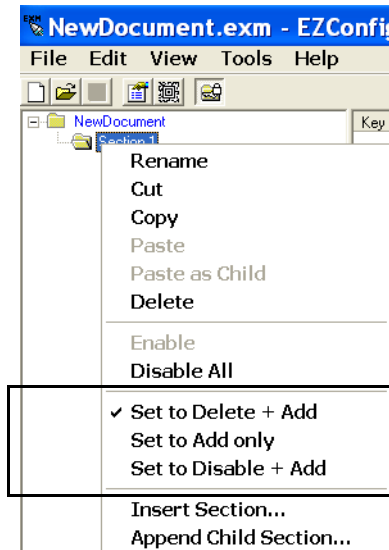 NewDocument.exm - EZConfi
File Edit View Tools Help
NewDocument
Key
Section 1
Rename
Cut
Copy
Paste
Paste as Child
Delete
Enable
Disable All
✓ Set to Delete + Add
Set to Add only
Set to Disable + Add
Insert Section...
Append Child Section...